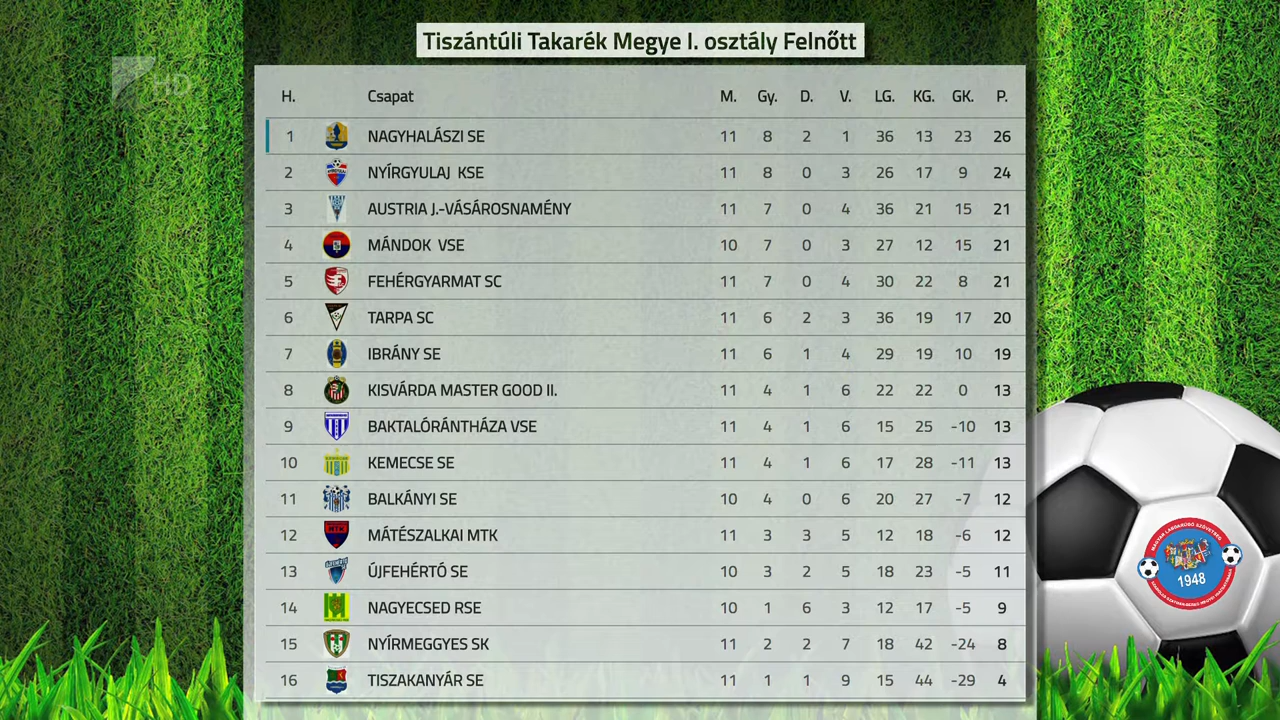 Tiszántúli Takarék Megye I. osztály Felnőtt
HD
H. Csapat M. Gy. D. V. LG. KG. GK. P.
1 NAGYHALÁSZI SE 11 8 2 1 36 13 23 26
2 NYÍRGYULAJ KSE 11 8 0 3 26 17 9 24
3 AUSTRIA J.-VÁSÁROSNAMÉNY 11 7 0 4 36 21 15 21
4 MÁNDOK VSE 10 7 0 3 27 12 15 21
5 FEHÉRGYARMAT SC 11 7 0 4 30 22 8 21
6 TARPA SC 11 6 2 3 36 19 17 20
7 IBRÁNY SE 11 6 1 4 29 19 10 19
8 KISVÁRDA MASTER GOOD II. 11 4 1 6 22 22 0 13
9 BAKTALÓRÁNTHÁZA VSE 11 4 1 6 15 25 -10 13
10 KEMECSE SE 11 4 1 6 17 28 -11 13
11 BALKÁNYI SE 10 4 0 6 20 27 -7 12
12 MÁTÉSZALKAI MTK 11 3 3 5 12 18 -6 12
13 ÚJFEHÉRTÓ SE 10 3 2 5 18 23 -5 11
14 NAGYECSED RSE 10 1 6 3 12 17 -5 9
15 NYÍRMEGGYES SK 11 2 2 7 18 42 -24 8
16 TISZAKANYÁR SE 11 1 1 9 15 44 -29 4
MAGYAR LABDARÚGÓ SZÖVETSÉG
1948